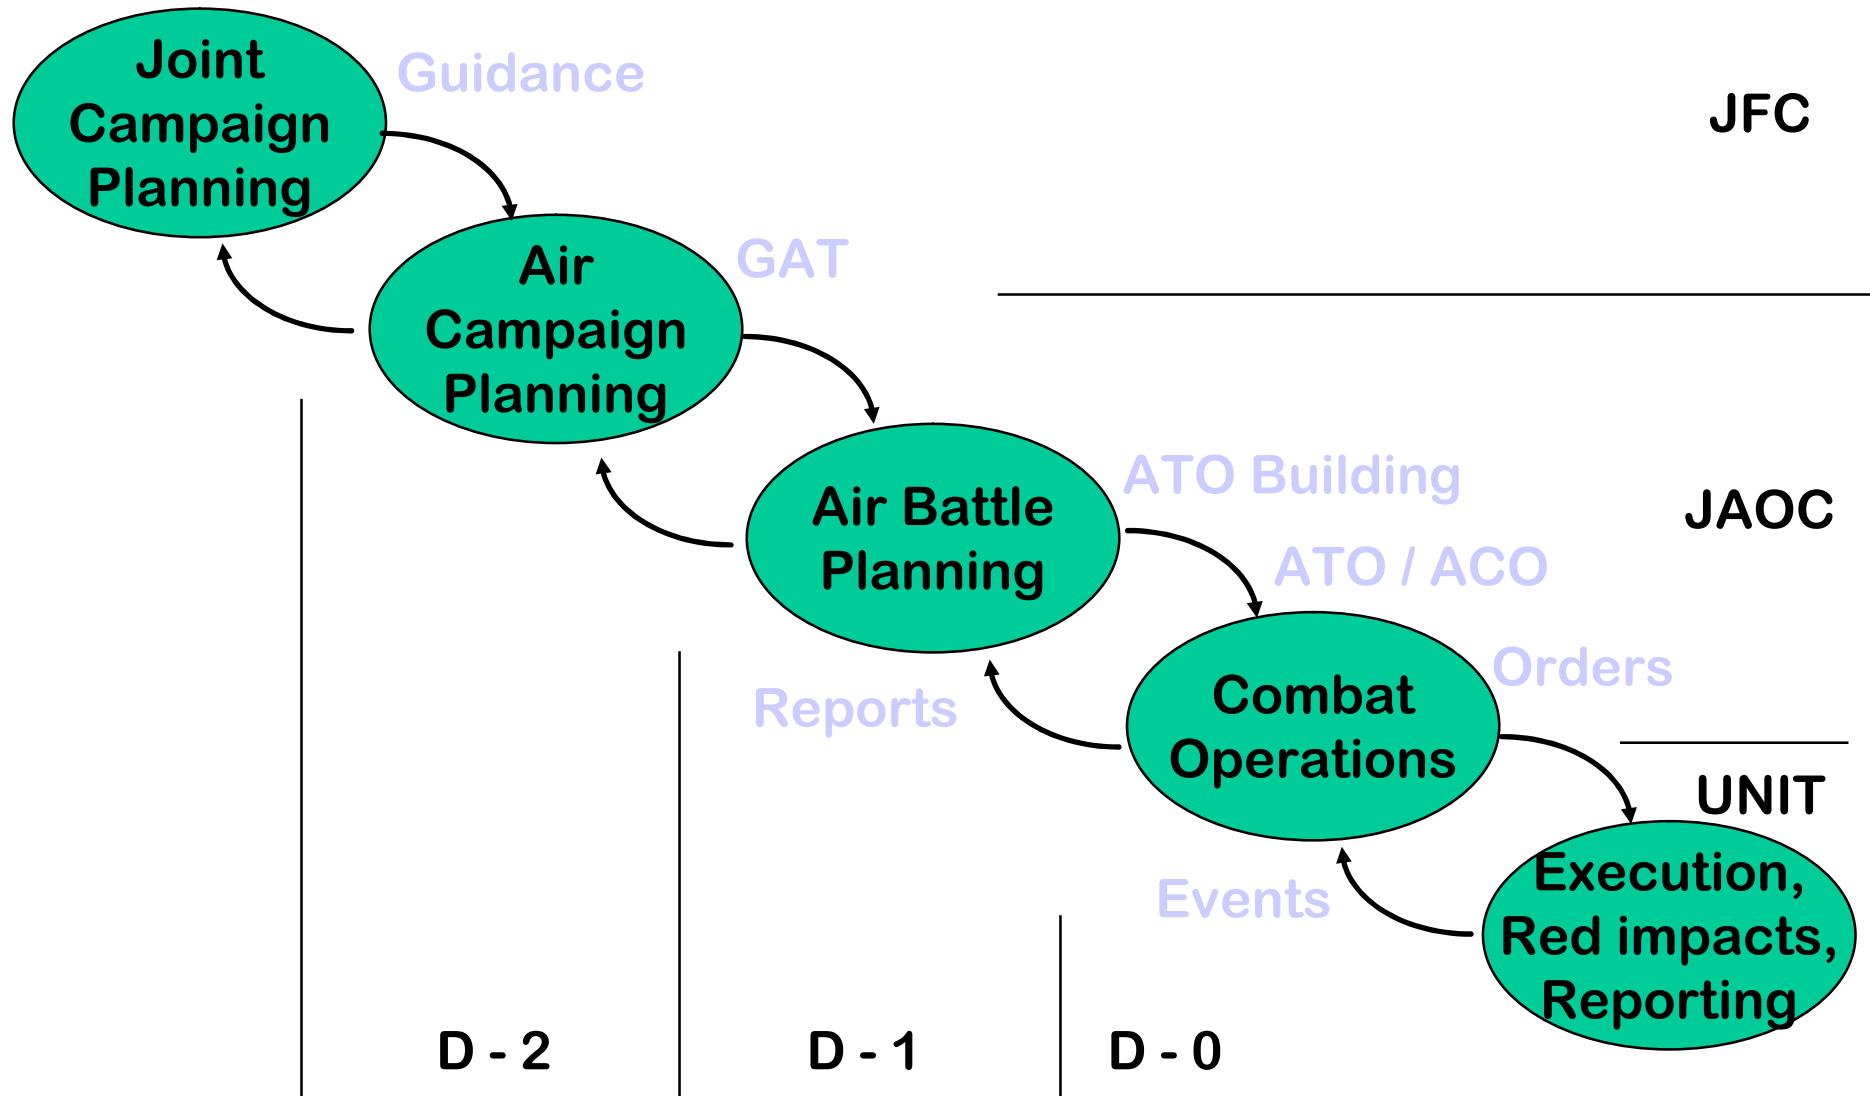 Joint
Campaign
Planning
Guidance
JFC
Air
Campaign
Planning
GAT
Air Battle
Planning
ATO Building
JAOC
ATO / ACO
Reports
Combat
Operations
Orders
UNIT
Events
Execution,
Red impacts,
Reporting
D - 2
D - 1
D - 0